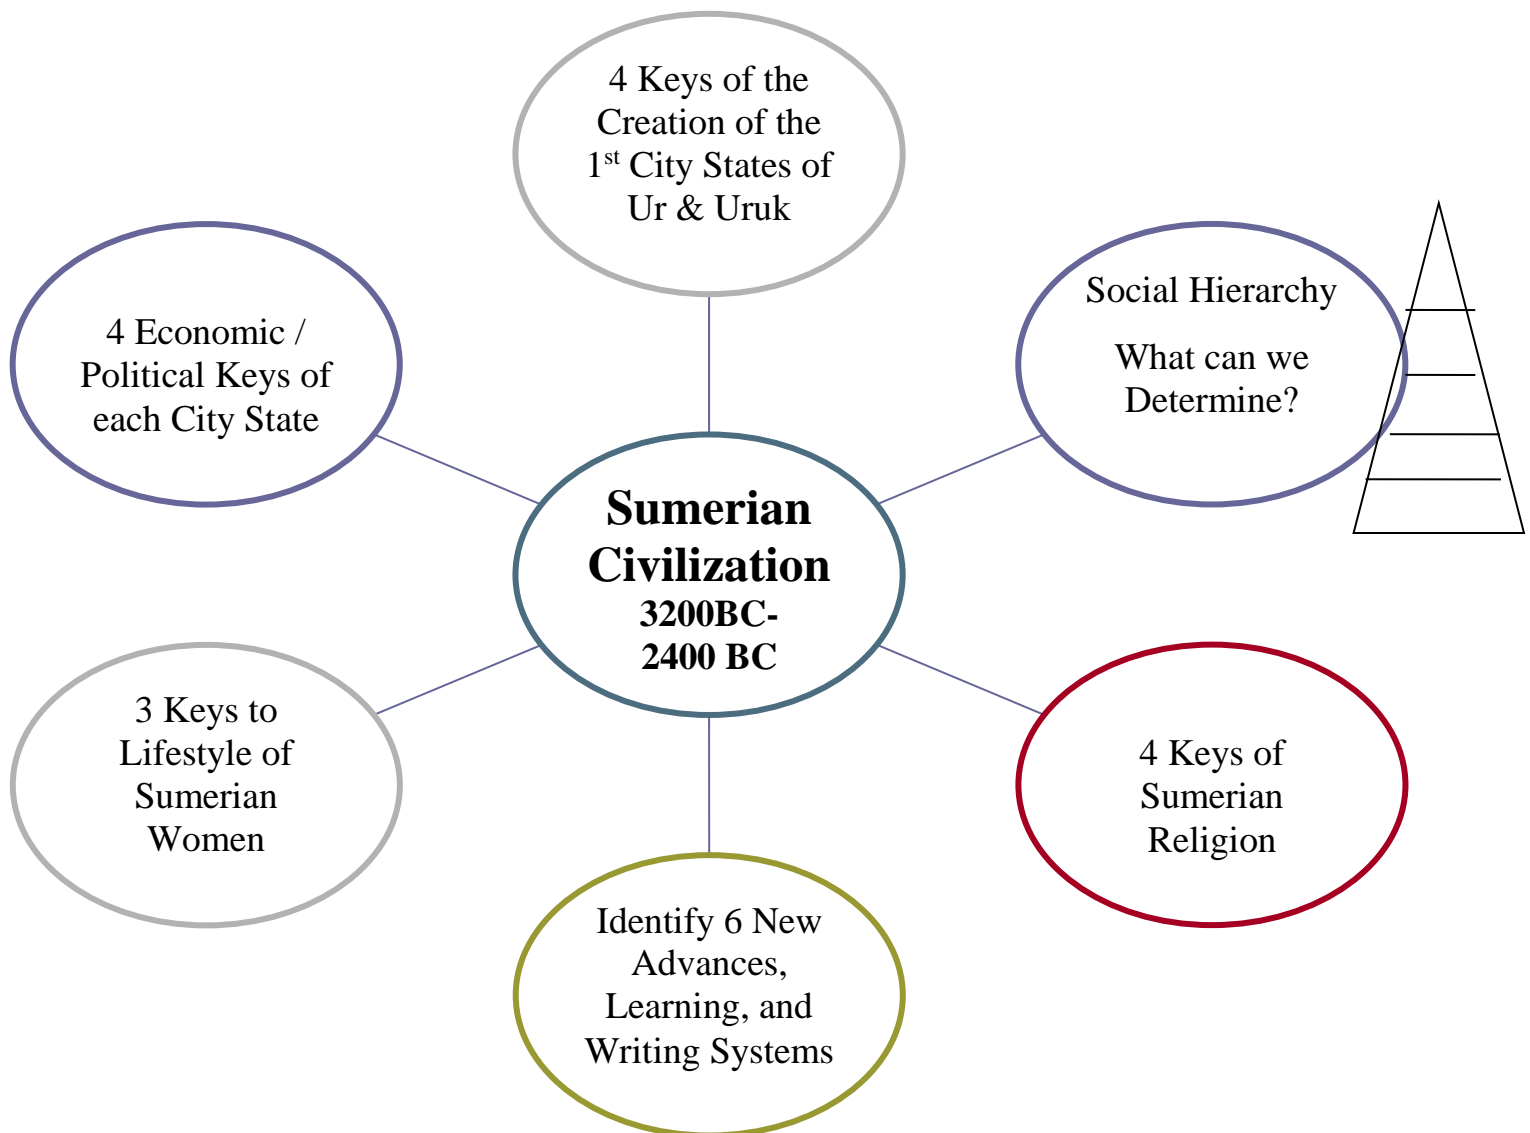 4 Keys of the
Creation of the
1st City States of
Ur & Uruk
Social Hierarchy
What can we
Determine?
4 Economic /
Political Keys of
each City State
Sumerian
Civilization
3200BC-
2400 BC
3 Keys to
Lifestyle of
Sumerian
Women
4 Keys of
Sumerian
Religion
Identify 6 New
Advances,
Learning, and
Writing Systems